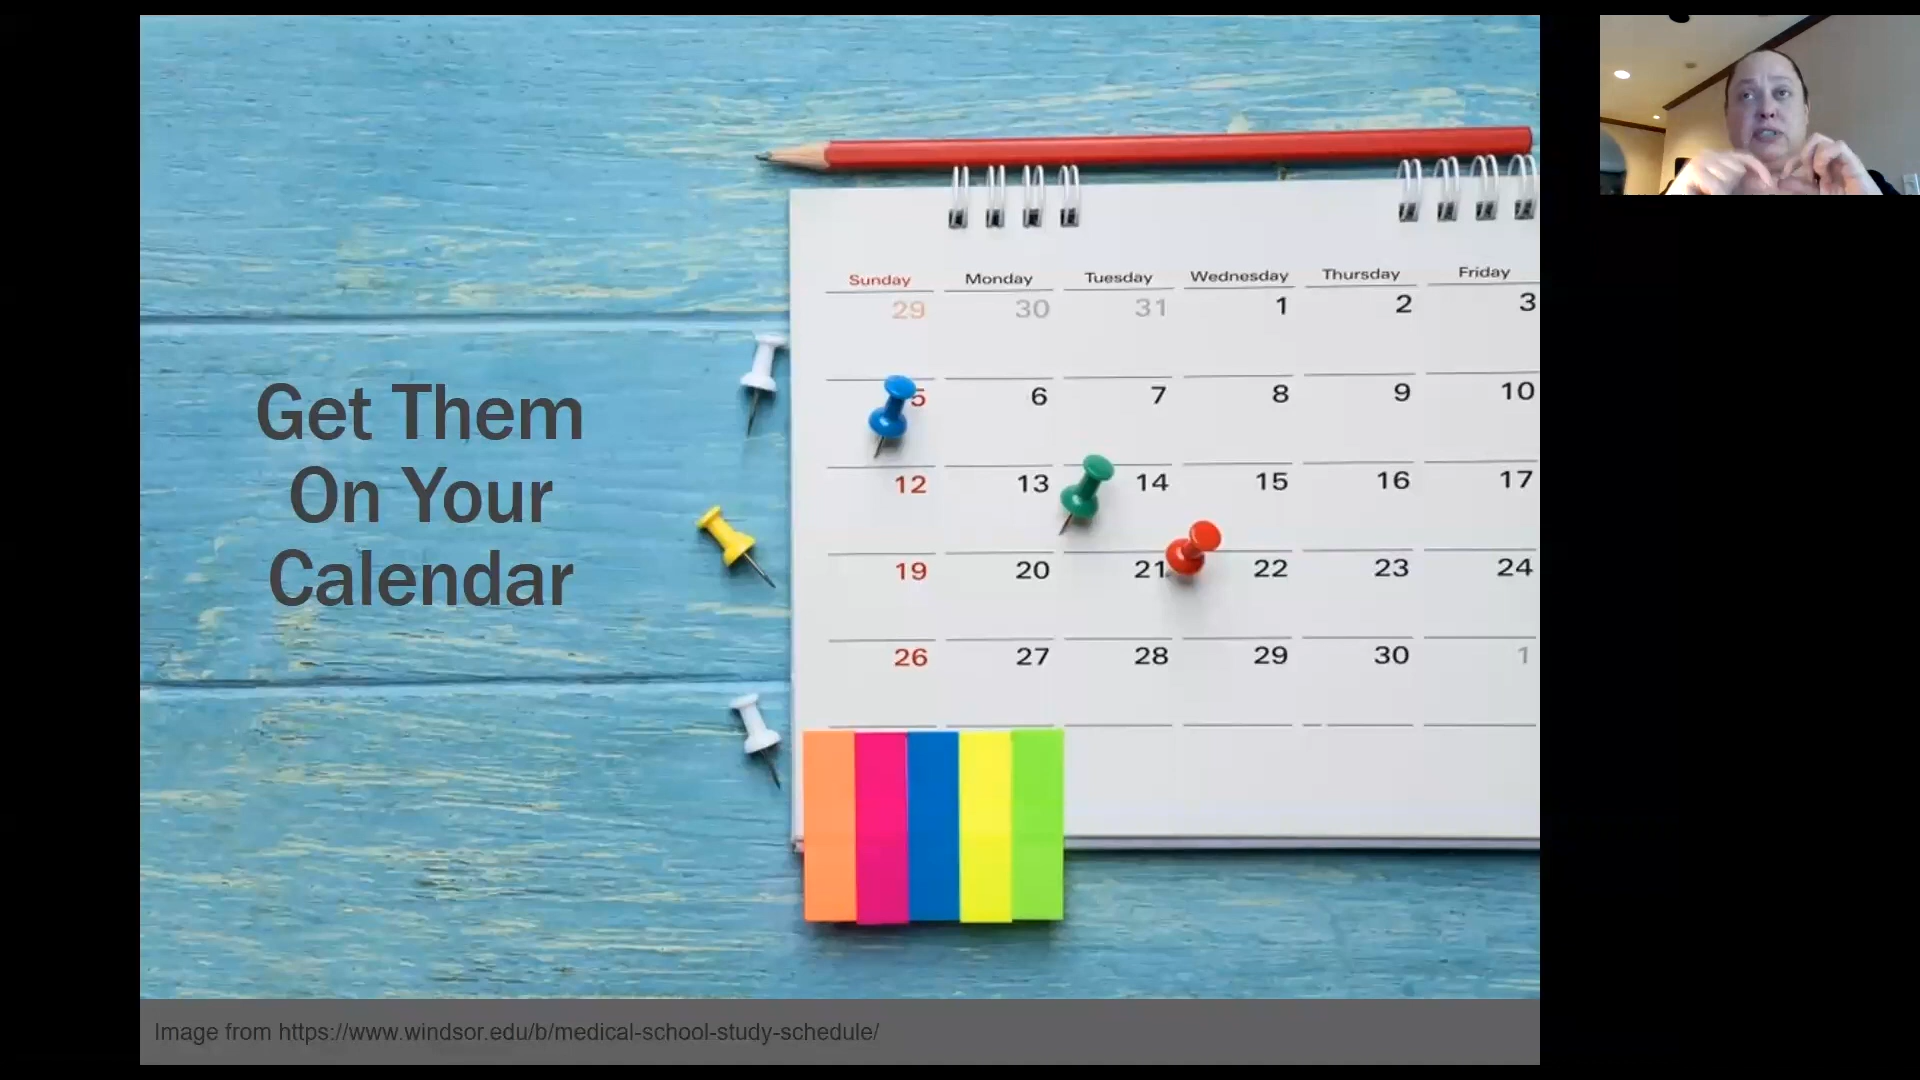 Get Them
On Your
Calendar
Sunday Monday Tuesday Wednesday Thursday Friday
29 30 31 1 2 3
5 6 7 8 9 10
12 13 14 15 16 17
19 20 21 22 23 24
26 27 28 29 30 1
Image from https://www.windsor.edu/b/medical-school-study-schedule/